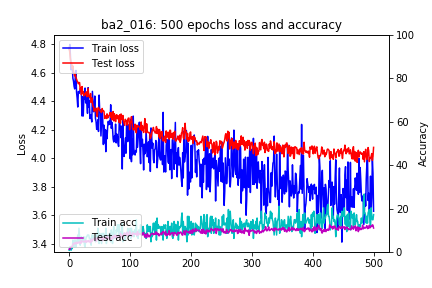 ba2_016: 500 epochs loss and accuracy
Train loss
Test loss
Train acc
Test acc
Loss
4.8
4.6
4.4
4.2
4.0
3.8
3.6
3.4
Accuracy
100
80
60
40
20
0
0 100 200 300 400 500